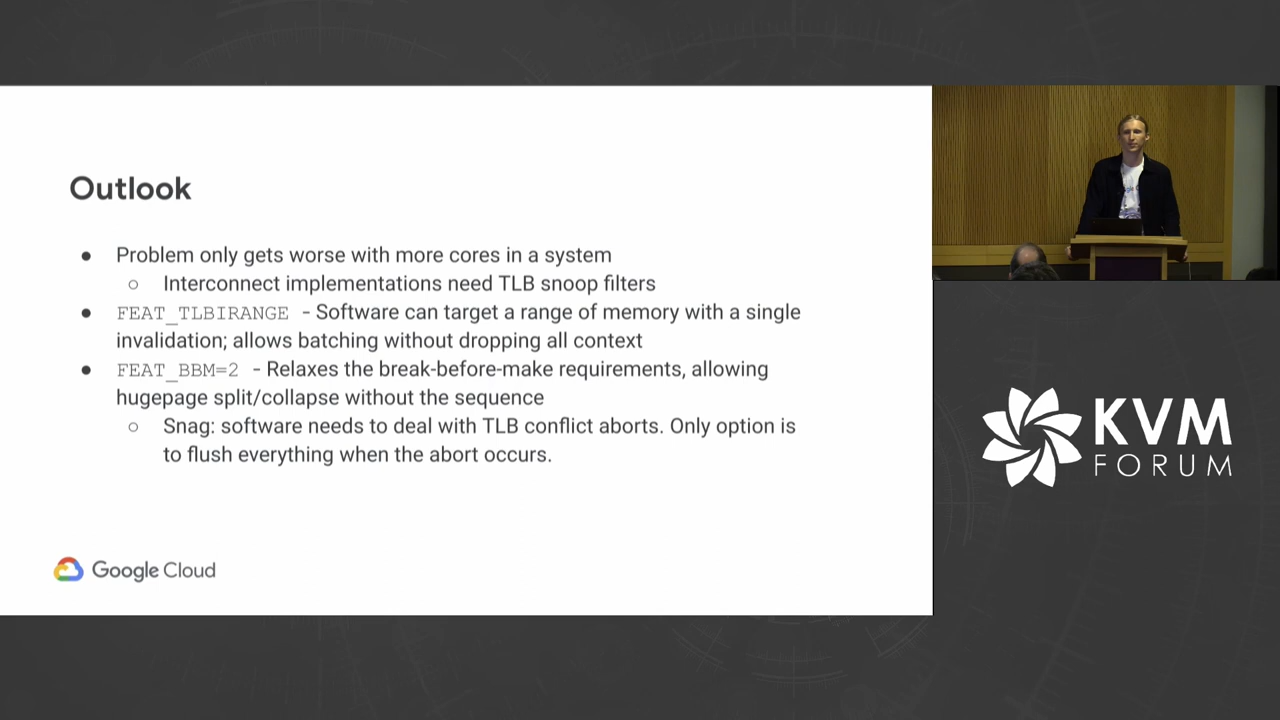 Outlook
● Problem only gets worse with more cores in a system
○ Interconnect implementations need TLB snoop filters
● FEAT_TLBIRANGE - Software can target a range of memory with a single
invalidation; allows batching without dropping all context
● FEAT_BBM=2 - Relaxes the break-before-make requirements, allowing
hugepage split/collapse without the sequence
○ Snag: software needs to deal with TLB conflict aborts. Only option is
to flush everything when the abort occurs.
Google Cloud
KVM
FORUM